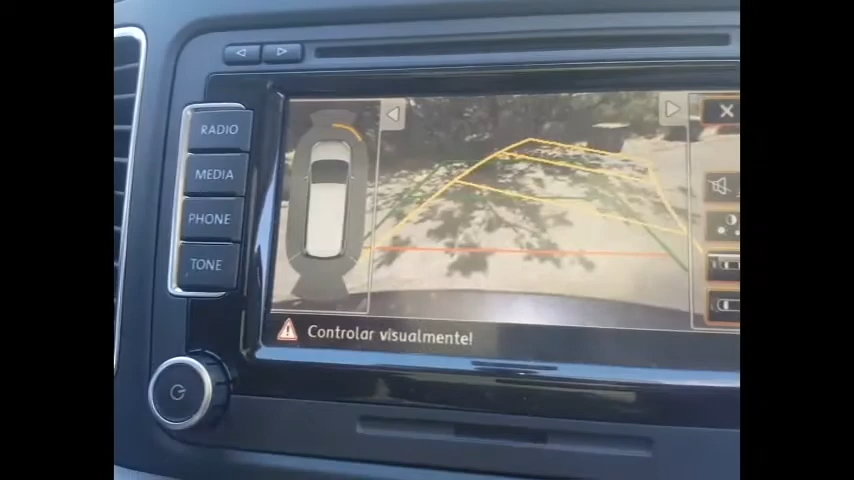 RADIO
MEDIA
PHONE
TONE
Controlar visualmente!